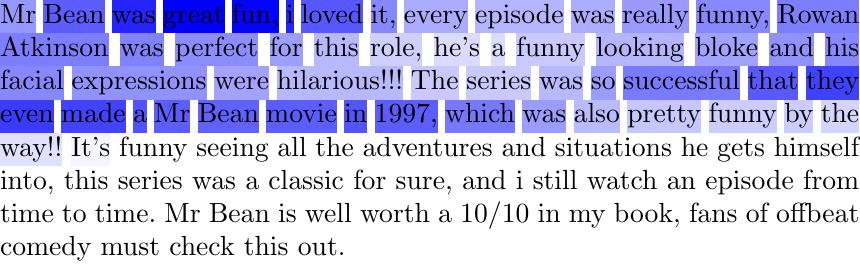 Mr Bean was great fun, i loved it, every episode was really funny, Rowan
Atkinson was perfect for this role, he's a funny looking bloke and his
facial expressions were hilarious!!! The series was so successful that they
even made a Mr Bean movie in 1997, which was also pretty funny by the
way!! It's funny seeing all the adventures and situations he gets himself
into, this series was a classic for sure, and i still watch an episode from
time to time. Mr Bean is well worth a 10/10 in my book, fans of offbeat
comedy must check this out.